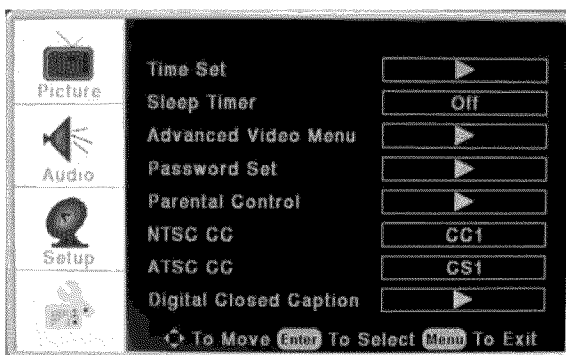 Picture
Audio
Setup
Time Set
Sleep Timer Off
Advanced Video Menu
Password Set
Parental Control
NTSC CC CC1
ATSC CC CS1
Digital Closed Caption
To Move Enter To Select Menu To Exit